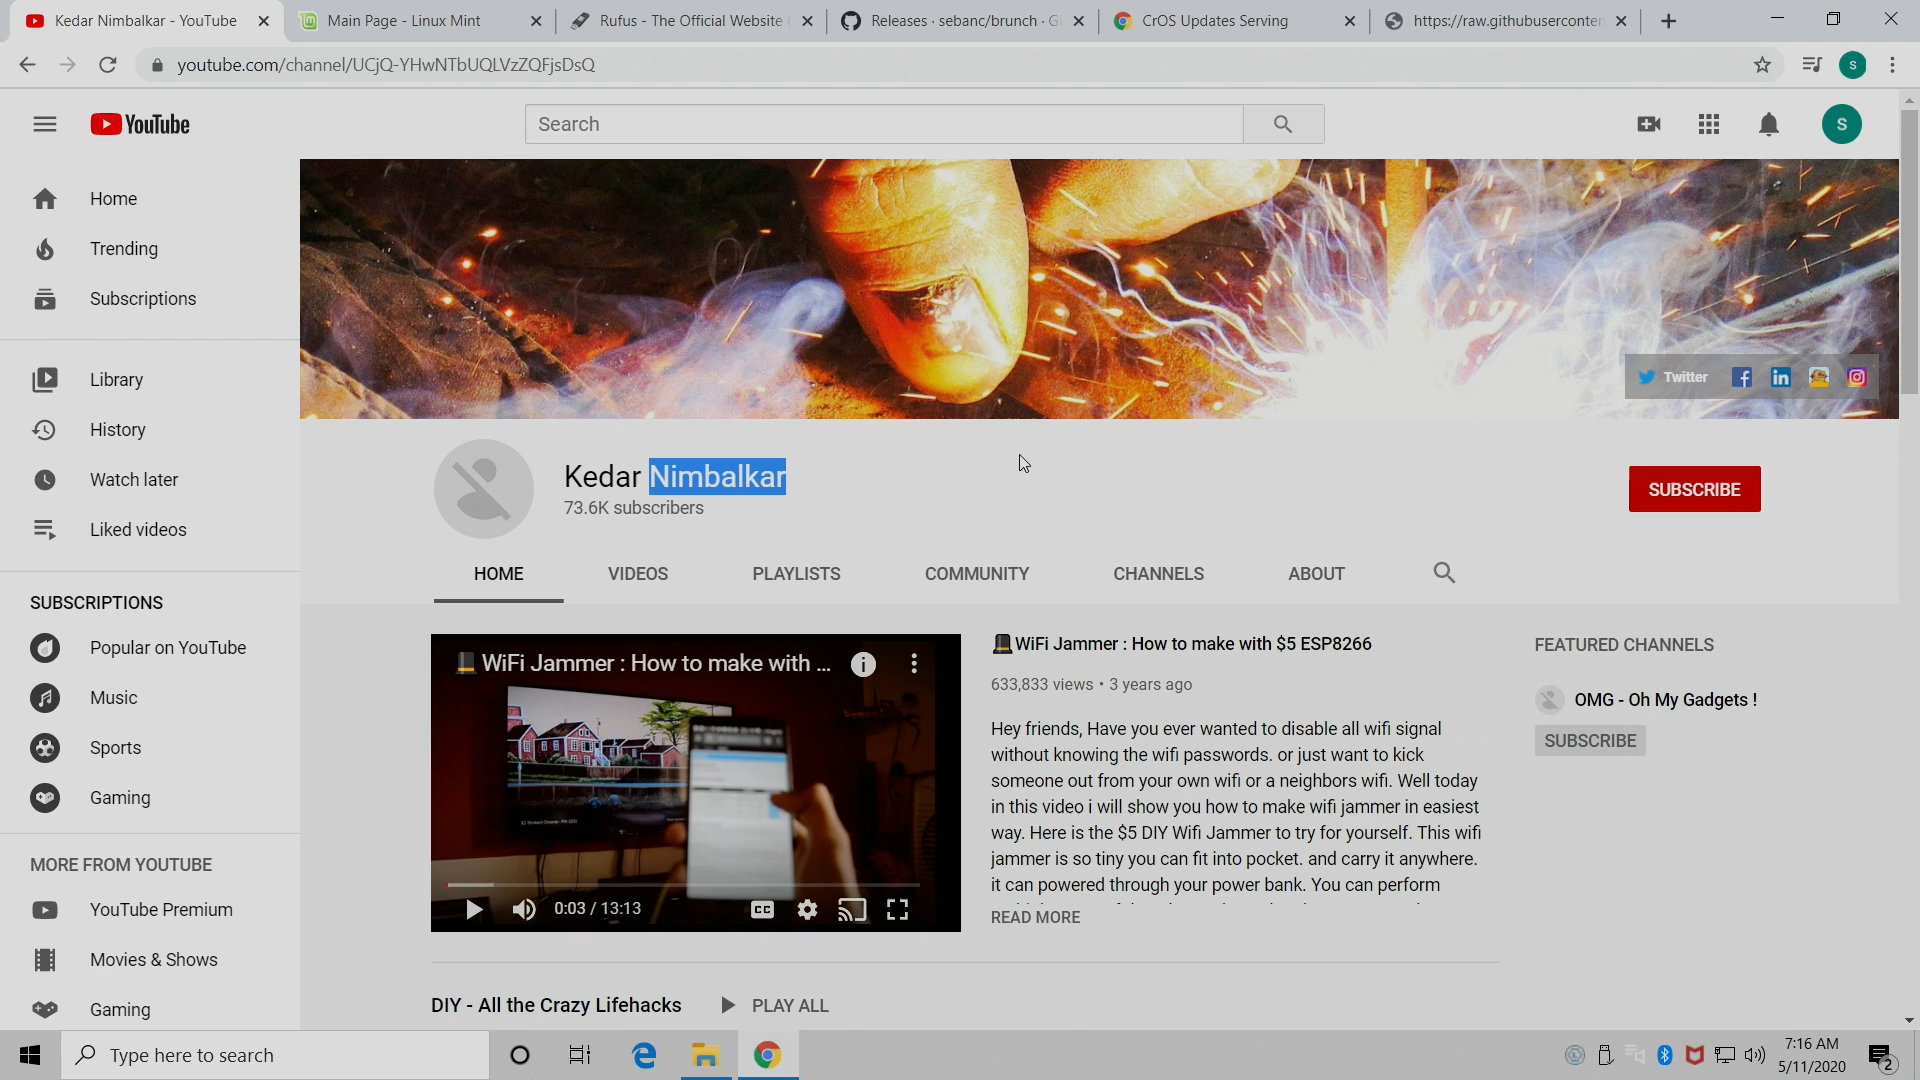 Kedar Nimbalkar - YouTube
Main Page - Linux Mint
Rufus - The Official Website
Releases · sebanc/brunch · Gi
CrOS Updates Serving
https://raw.githubuserconten
youtube.com/channel/UCjQ-YHwNTbUQLVzZQFjsDsQ
S
YouTube
Search
S
Home
Trending
Subscriptions
Library
History
Watch later
Liked videos
SUBSCRIPTIONS
Popular on YouTube
Music
Sports
Gaming
MORE FROM YOUTUBE
YouTube Premium
Movies & Shows
Gaming
Twitter
Kedar Nimbalkar
73.6K subscribers
SUBSCRIBE
HOME
VIDEOS
PLAYLISTS
COMMUNITY
CHANNELS
ABOUT
WiFi Jammer : How to make with ...
0:03 / 13:13
CC
WiFi Jammer : How to make with $5 ESP8266
633,833 views • 3 years ago
Hey friends, Have you ever wanted to disable all wifi signal
without knowing the wifi passwords. or just want to kick
someone out from your own wifi or a neighbors wifi. Well today
in this video i will show you how to make wifi jammer in easiest
way. Here is the $5 DIY Wifi Jammer to try for yourself. This wifi
jammer is so tiny you can fit into pocket. and carry it anywhere.
it can powered through your power bank. You can perform
READ MORE
FEATURED CHANNELS
OMG - Oh My Gadgets !
SUBSCRIBE
DIY - All the Crazy Lifehacks
PLAY ALL
Type here to search
7:16 AM
5/11/2020
2